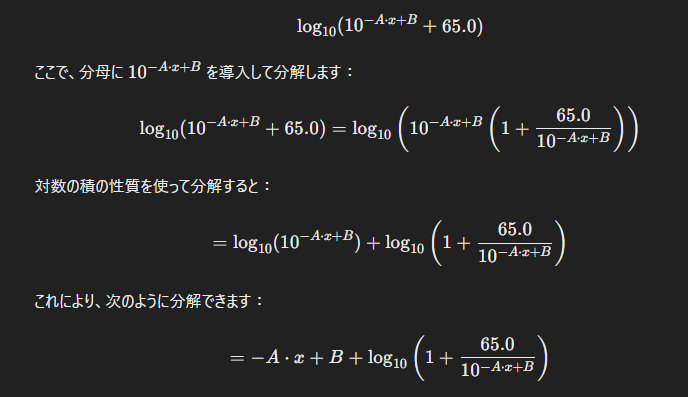 log₁₀(10^{-A·x+B} + 65.0)
ここで、分母に 10^{-A·x+B} を導入して分解します：
log₁₀(10^{-A·x+B} + 65.0) = log₁₀(10^{-A·x+B}(1 + \frac{65.0}{10^{-A·x+B}}))
対数の積の性質を使って分解すると：
= log₁₀(10^{-A·x+B}) + log₁₀(1 + \frac{65.0}{10^{-A·x+B}})
これにより、次のように分解できます：
= -A · x + B + log₁₀(1 + \frac{65.0}{10^{-A·x+B}})